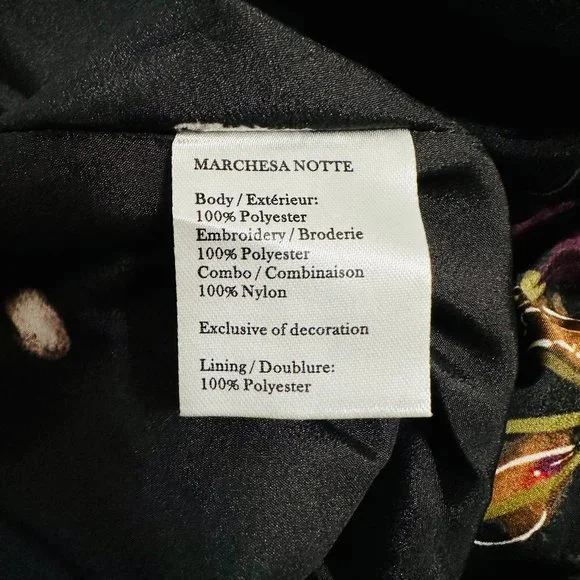 MARCHESA NOTTE
Body / Extérieur:
100% Polyester
Embroidery / Broderie
100% Polyester
Combo / Combinaison
100% Nylon
Exclusive of decoration
Lining / Doublure:
100% Polyester